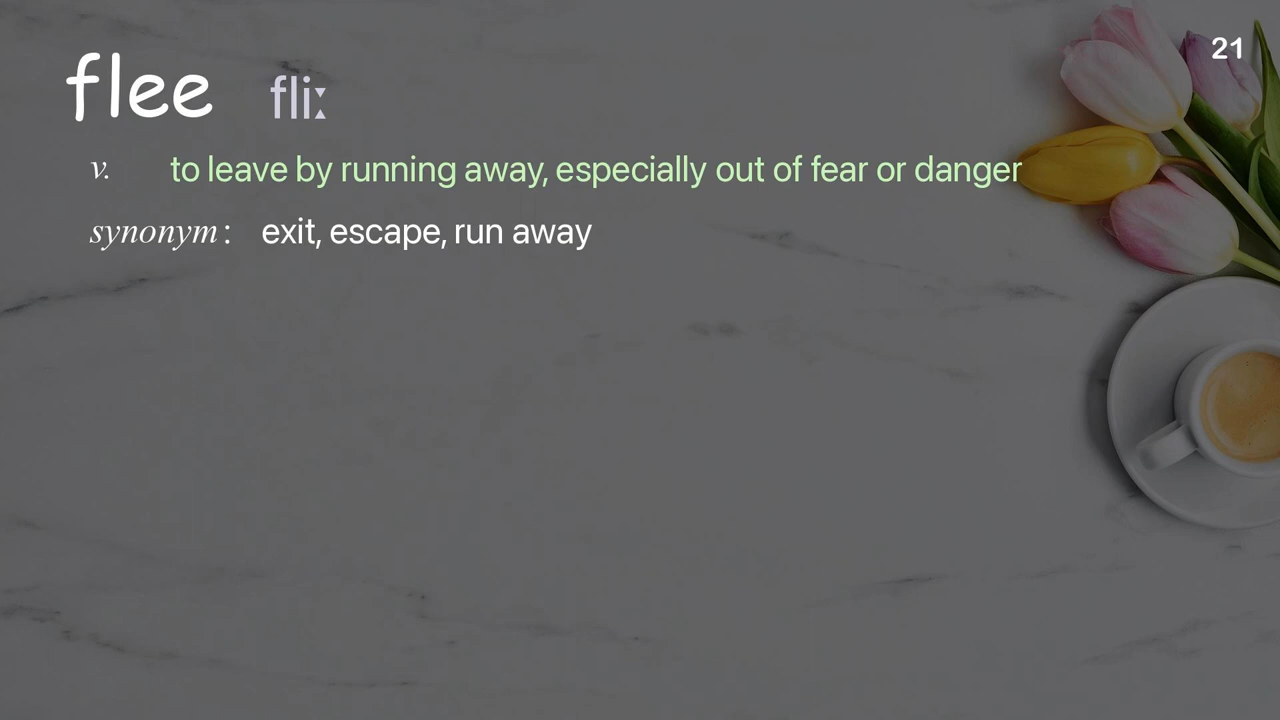 21
flee fliː
v. to leave by running away, especially out of fear or danger
synonym : exit, escape, run away